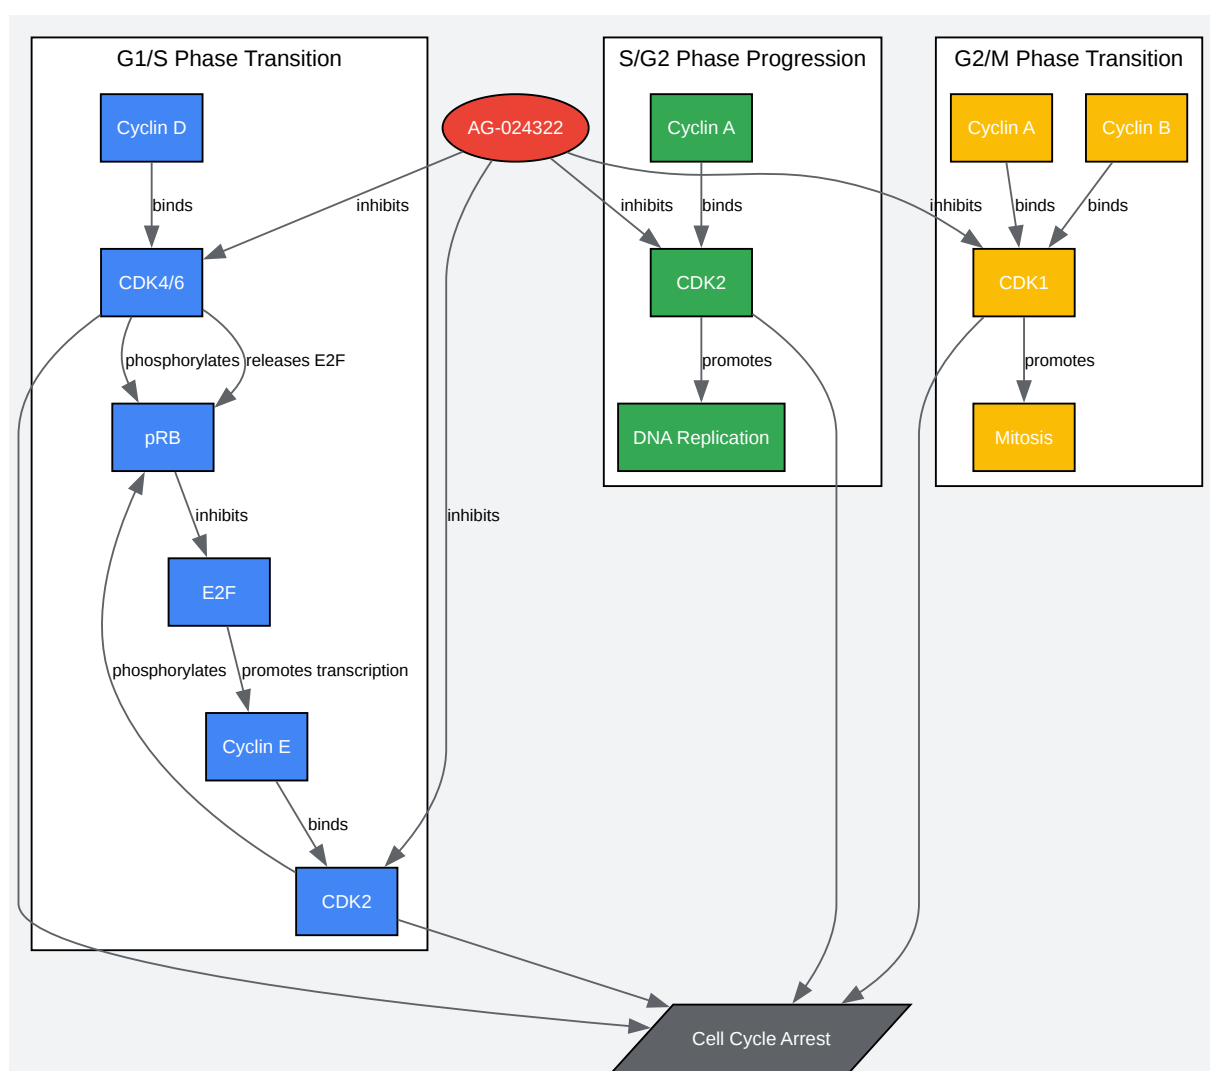 G1/S Phase Transition
S/G2 Phase Progression
G2/M Phase Transition
Cyclin D
AG-024322
Cyclin A
Cyclin A
Cyclin B
binds
inhibits
inhibits
binds
inhibits
binds
binds
CDK4/6
CDK2
CDK1
phosphorylates
releases E2F
promotes
promotes
pRB
DNA Replication
Mitosis
inhibits
inhibits
E2F
phosphorylates
promotes transcription
Cyclin E
binds
CDK2
Cell Cycle Arrest